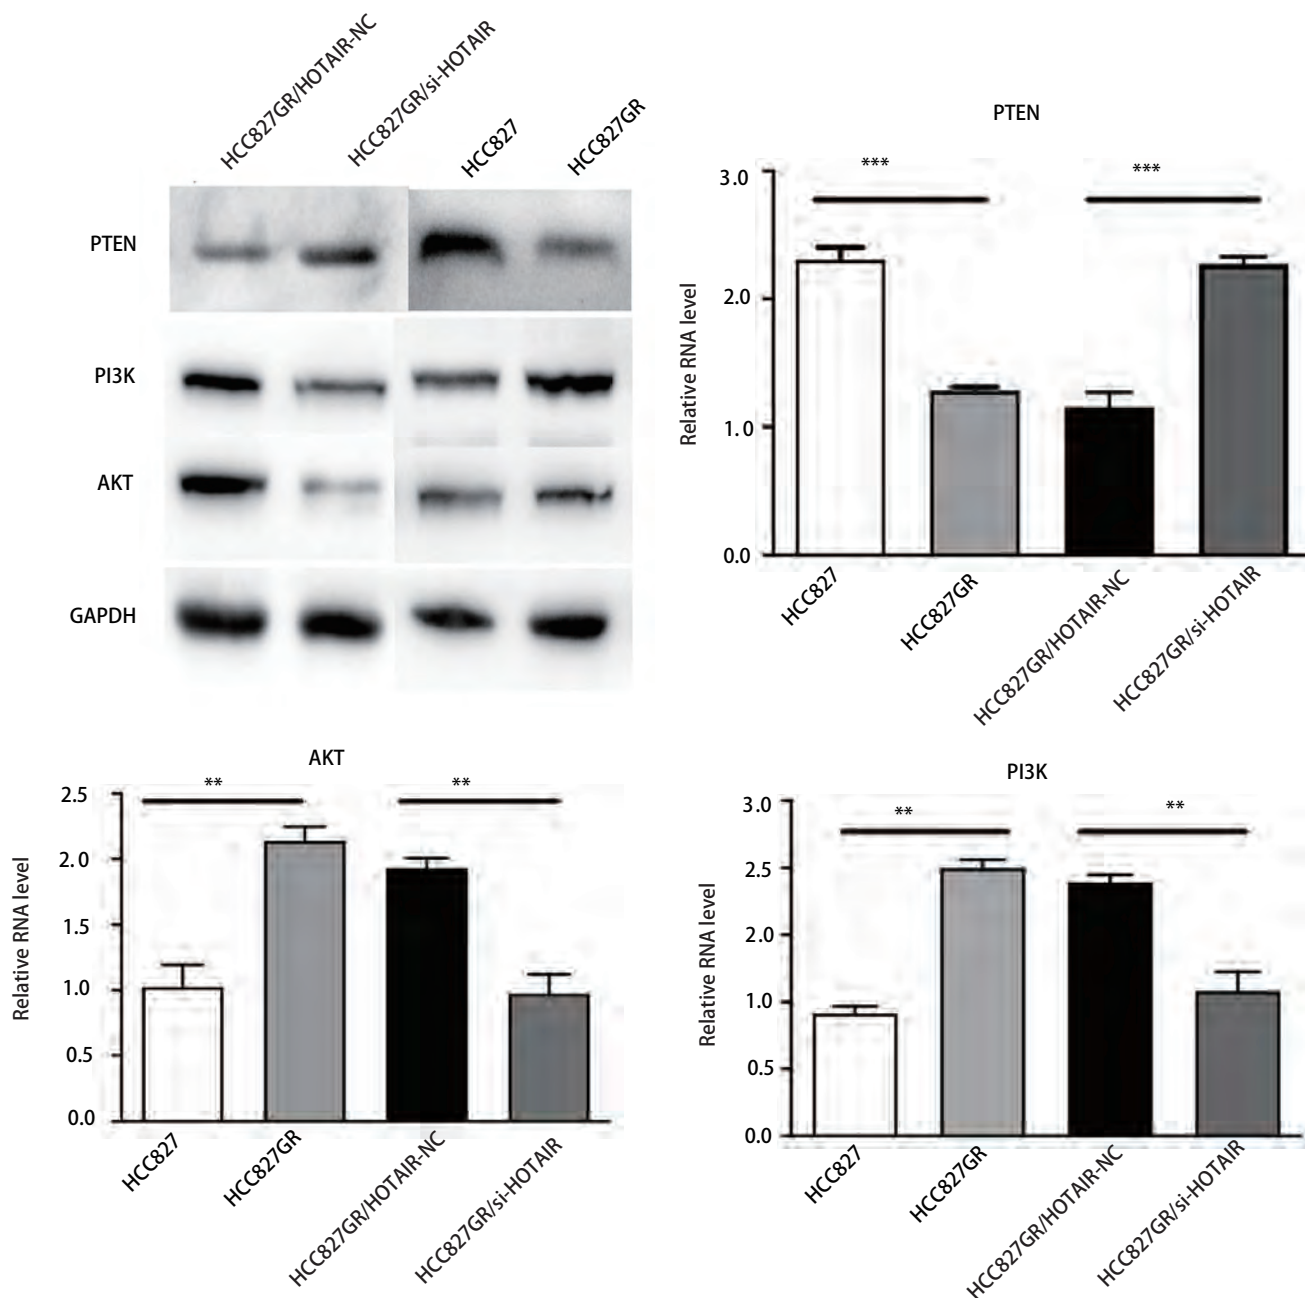 HCC827GR/HOTAIR-NC
HCC827GR/si-HOTAIR
HCC827
HCC827GR
PTEN
PI3K
AKT
GAPDH
PTEN
***
***
Relative RNA level
3.0
2.0
1.0
0.0
HCC827
HCC827GR
HCC827GR/HOTAIR-NC
HCC827GR/si-HOTAIR
AKT
**
**
Relative RNA level
2.5
2.0
1.5
1.0
0.5
0.0
HCC827
HCC827GR
HCC827GR/HOTAIR-NC
HCC827GR/si-HOTAIR
PI3K
**
**
Relative RNA level
3.0
2.5
2.0
1.0
0.5
0.0
HCC827
HCC827GR
HCC827GR/HOTAIR-NC
HCC827GR/si-HOTAIR